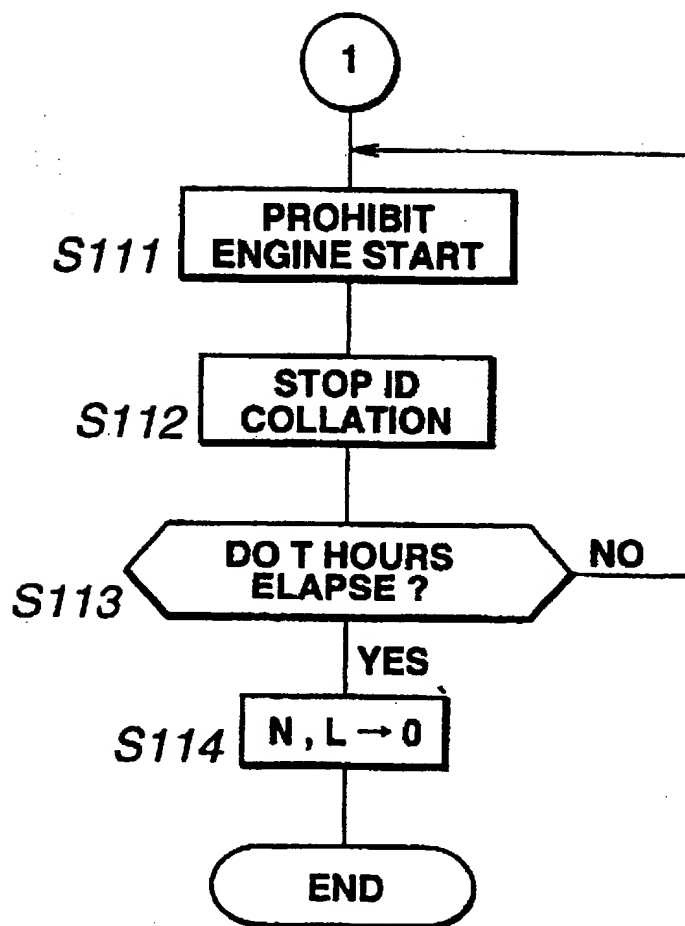 1
PROHIBIT
ENGINE START
S111
STOP ID
COLLATION
S112
DO T HOURS
ELAPSE ?
NO
S113
YES
N , L → 0
S114
END